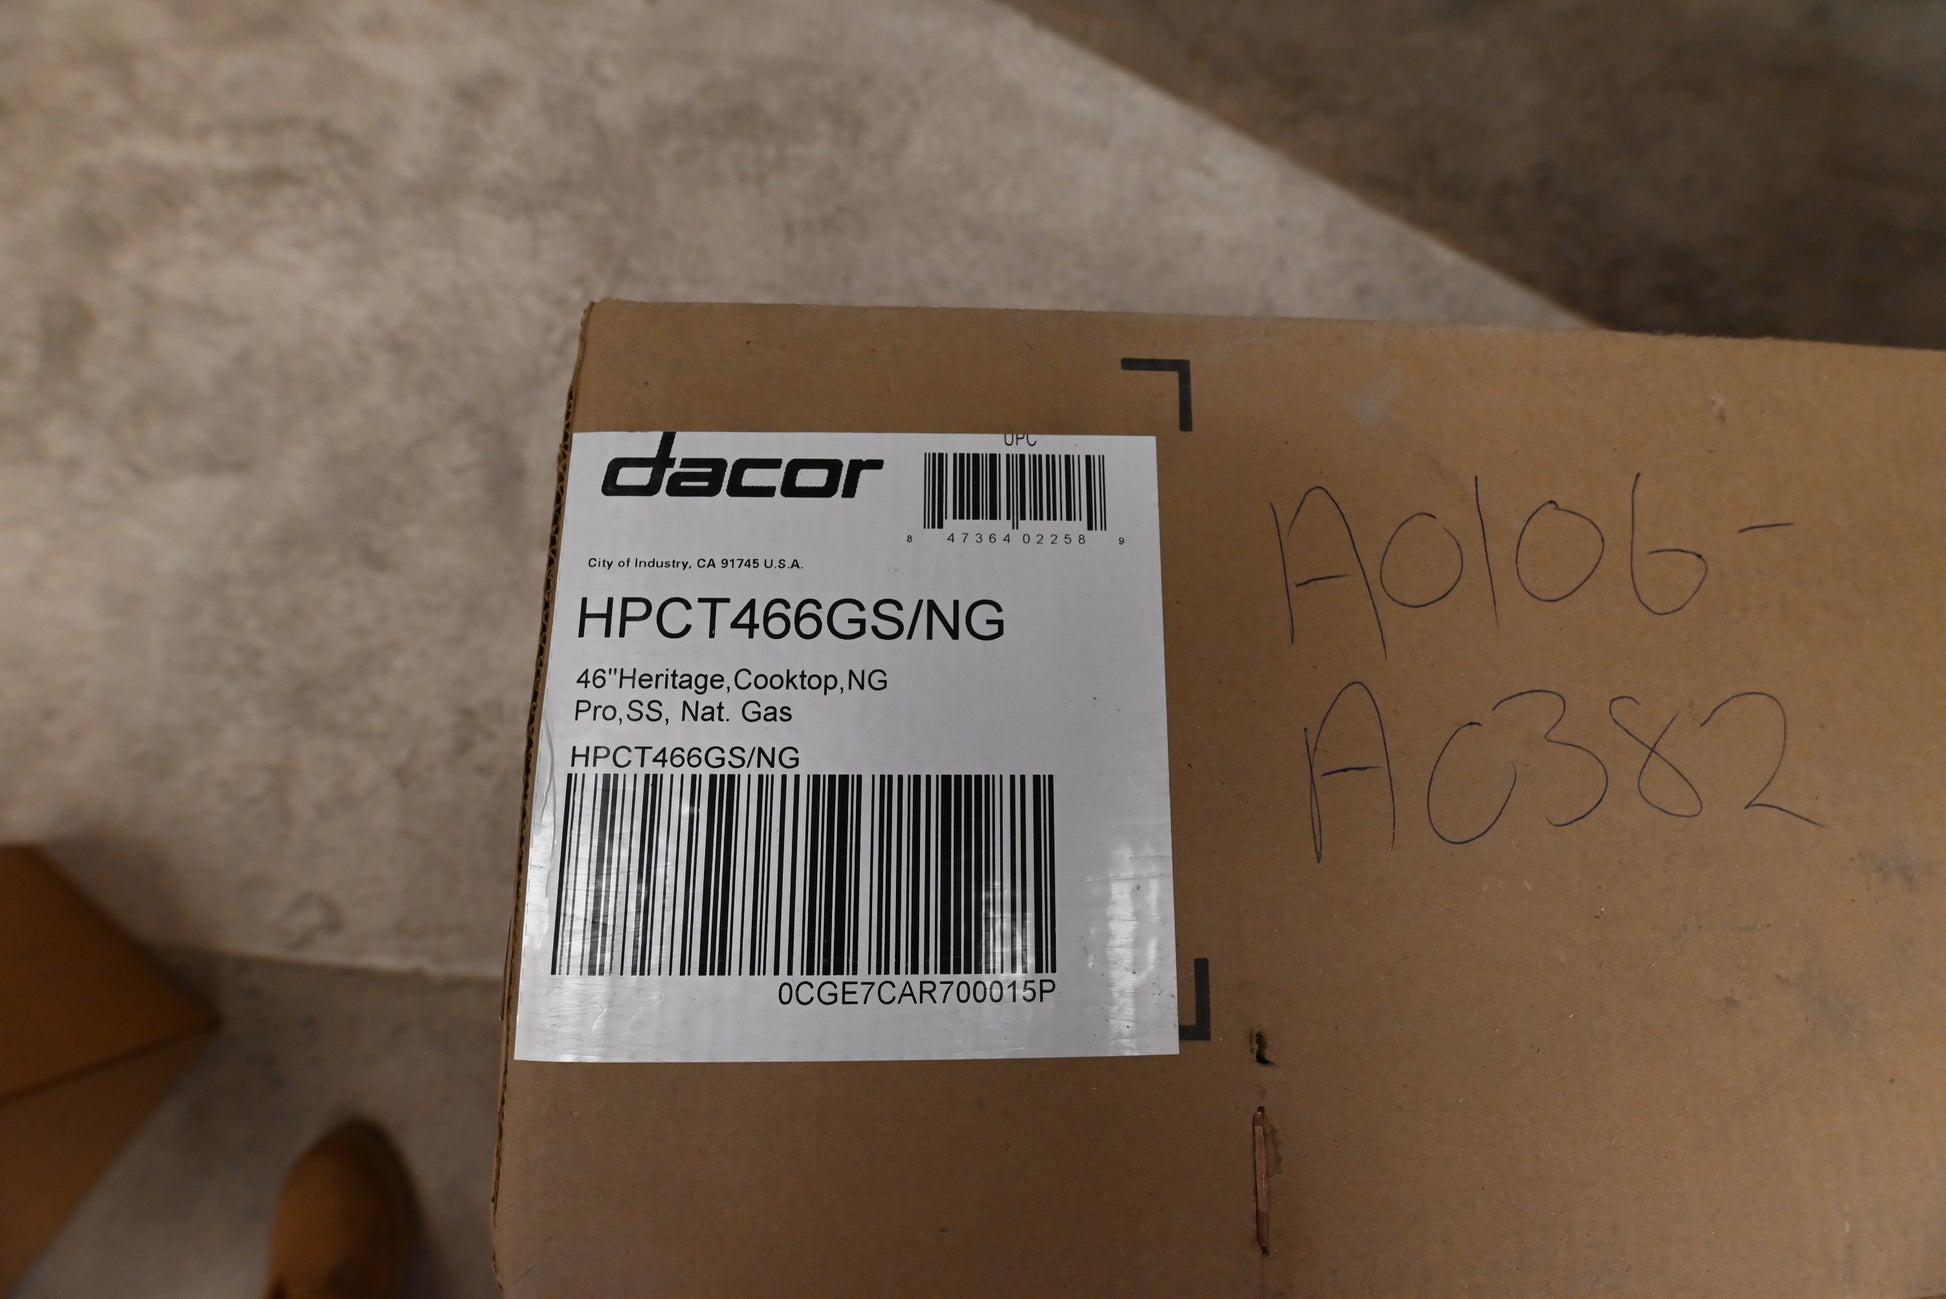 dacor
UPC
8 47364 02258 9
City of Industry, CA 91745 U.S.A.
HPCT466GS/NG
46"Heritage,Cooktop,NG
Pro,SS, Nat. Gas
HPCT466GS/NG
0CGE7CAR700015P
A0106-
A0382